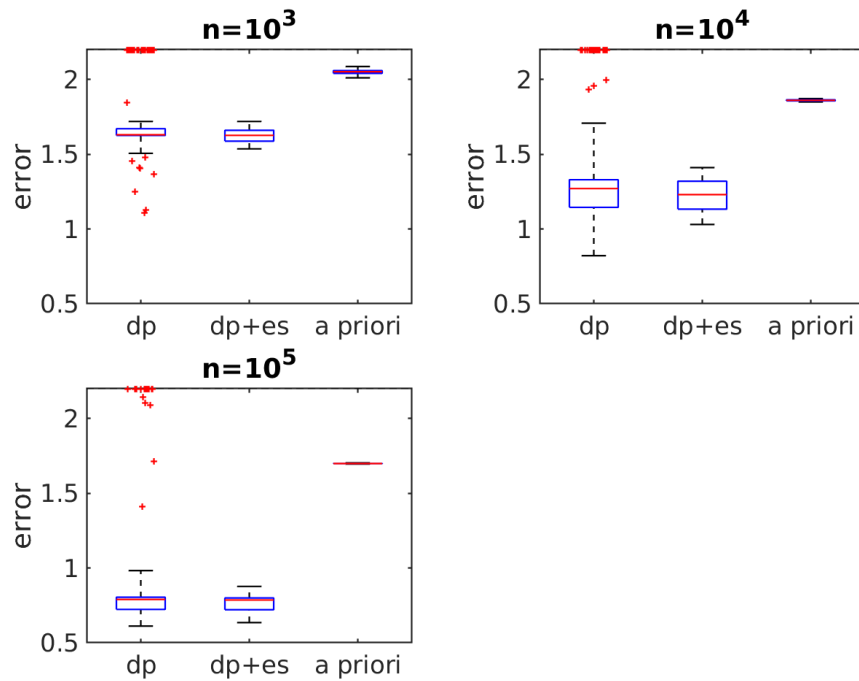 n=10³
error
2
1.5
1
0.5
dp
dp+es
a priori
n=10⁴
error
2
1.5
1
0.5
dp
dp+es
a priori
n=10⁵
error
2
1.5
1
0.5
dp
dp+es
a priori